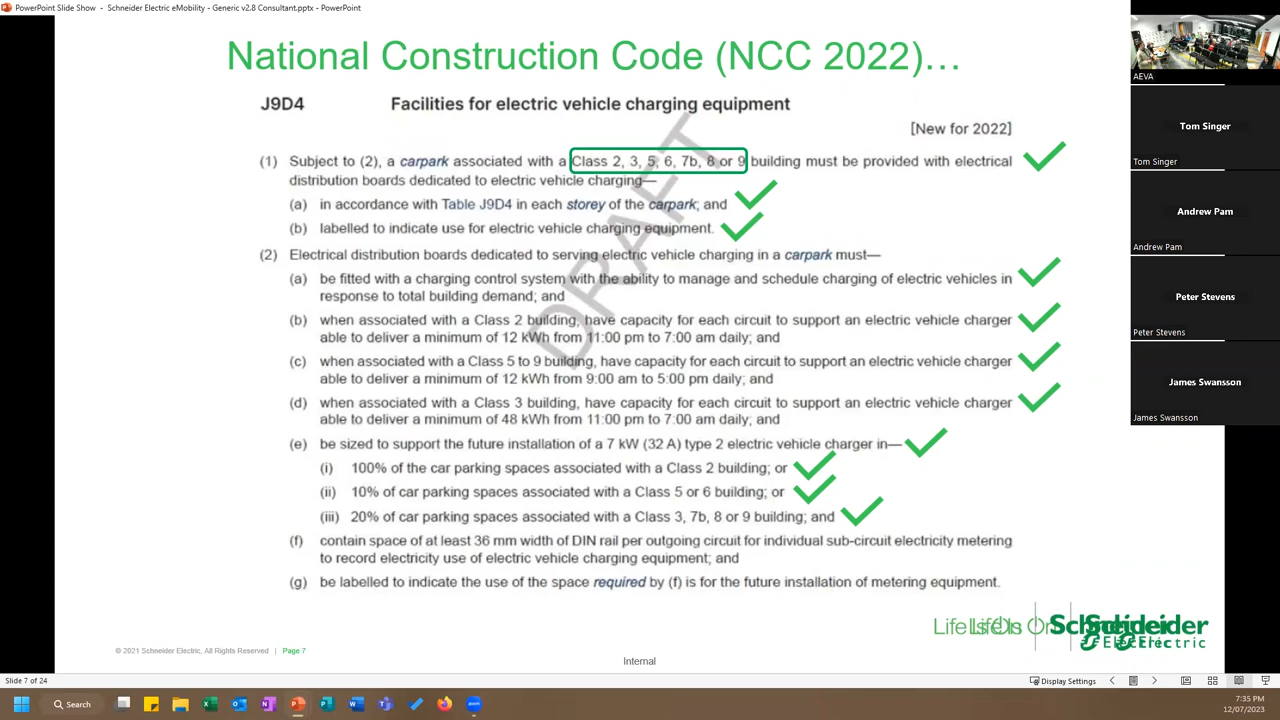 PowerPoint Slide Show - Schneider Electric eMobility - Generic v2.8 Consultant.pptx - PowerPoint
National Construction Code (NCC 2022)…
J9D4 Facilities for electric vehicle charging equipment
[New for 2022]
(1) Subject to (2), a carpark associated with a Class 2, 3, 5, 6, 7b, 8 or 9 building must be provided with electrical
distribution boards dedicated to electric vehicle charging—
(a) in accordance with Table J9D4 in each storey of the carpark; and
(b) labelled to indicate use for electric vehicle charging equipment.
(2) Electrical distribution boards dedicated to serving electric vehicle charging in a carpark must—
(a) be fitted with a charging control system with the ability to manage and schedule charging of electric vehicles in
response to total building demand; and
(b) when associated with a Class 2 building, have capacity for each circuit to support an electric vehicle charger
able to deliver a minimum of 12 kWh from 11:00 pm to 7:00 am daily; and
(c) when associated with a Class 5 to 9 building, have capacity for each circuit to support an electric vehicle charger
able to deliver a minimum of 12 kWh from 9:00 am to 5:00 pm daily; and
(d) when associated with a Class 3 building, have capacity for each circuit to support an electric vehicle charger
able to deliver a minimum of 48 kWh from 11:00 pm to 7:00 am daily; and
(e) be sized to support the future installation of a 7 kW (32 A) type 2 electric vehicle charger in—
(i) 100% of the car parking spaces associated with a Class 2 building; or
(ii) 10% of car parking spaces associated with a Class 5 or 6 building; or
(iii) 20% of car parking spaces associated with a Class 3, 7b, 8 or 9 building; and
(f) contain space of at least 36 mm width of DIN rail per outgoing circuit for individual sub-circuit electricity metering
to record electricity use of electric vehicle charging equipment; and
(g) be labelled to indicate the use of the space required by (f) is for the future installation of metering equipment.
DRAFT
Life Is On Schneider Electric
© 2021 Schneider Electric, All Rights Reserved Page 7
Internal
AEVA
Tom Singer
Tom Singer
Andrew Pam
Andrew Pam
Peter Stevens
Peter Stevens
James Swansson
James Swansson
Slide 7 of 24
Display Settings
Search
7:35 PM
12/07/2023